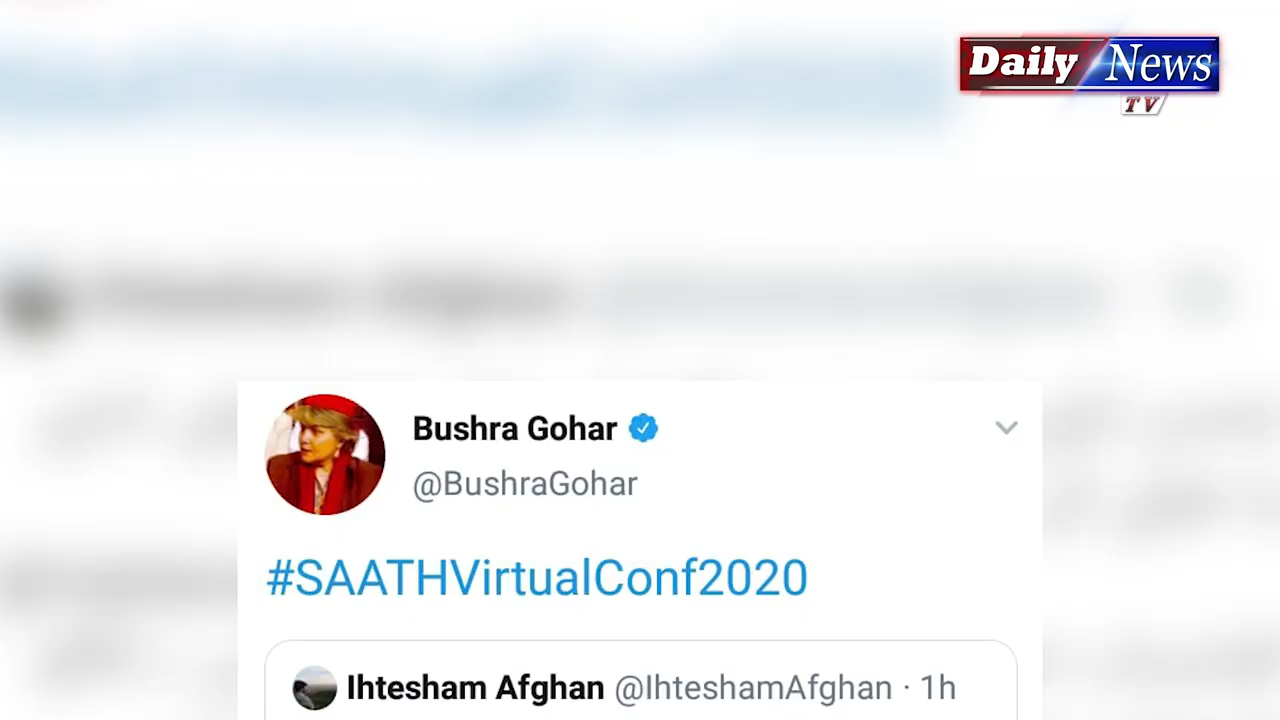 Daily News
TV
Bushra Gohar
@BushraGohar
#SAATHVirtualConf2020
Ihtesham Afghan @IhteshamAfghan · 1h